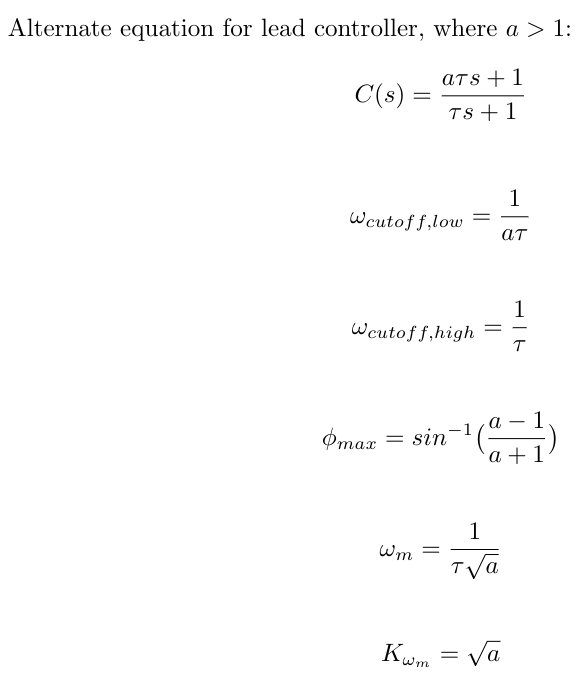 Alternate equation for lead controller, where $a > 1$:
$C(s) = \frac{a\tau s + 1}{\tau s + 1}$
$\omega_{cutoff,low} = \frac{1}{a\tau}$
$\omega_{cutoff,high} = \frac{1}{\tau}$
$\phi_{max} = sin^{-1}(\frac{a - 1}{a + 1})$
$\omega_m = \frac{1}{\tau\sqrt{a}}$
$K_{\omega_m} = \sqrt{a}$